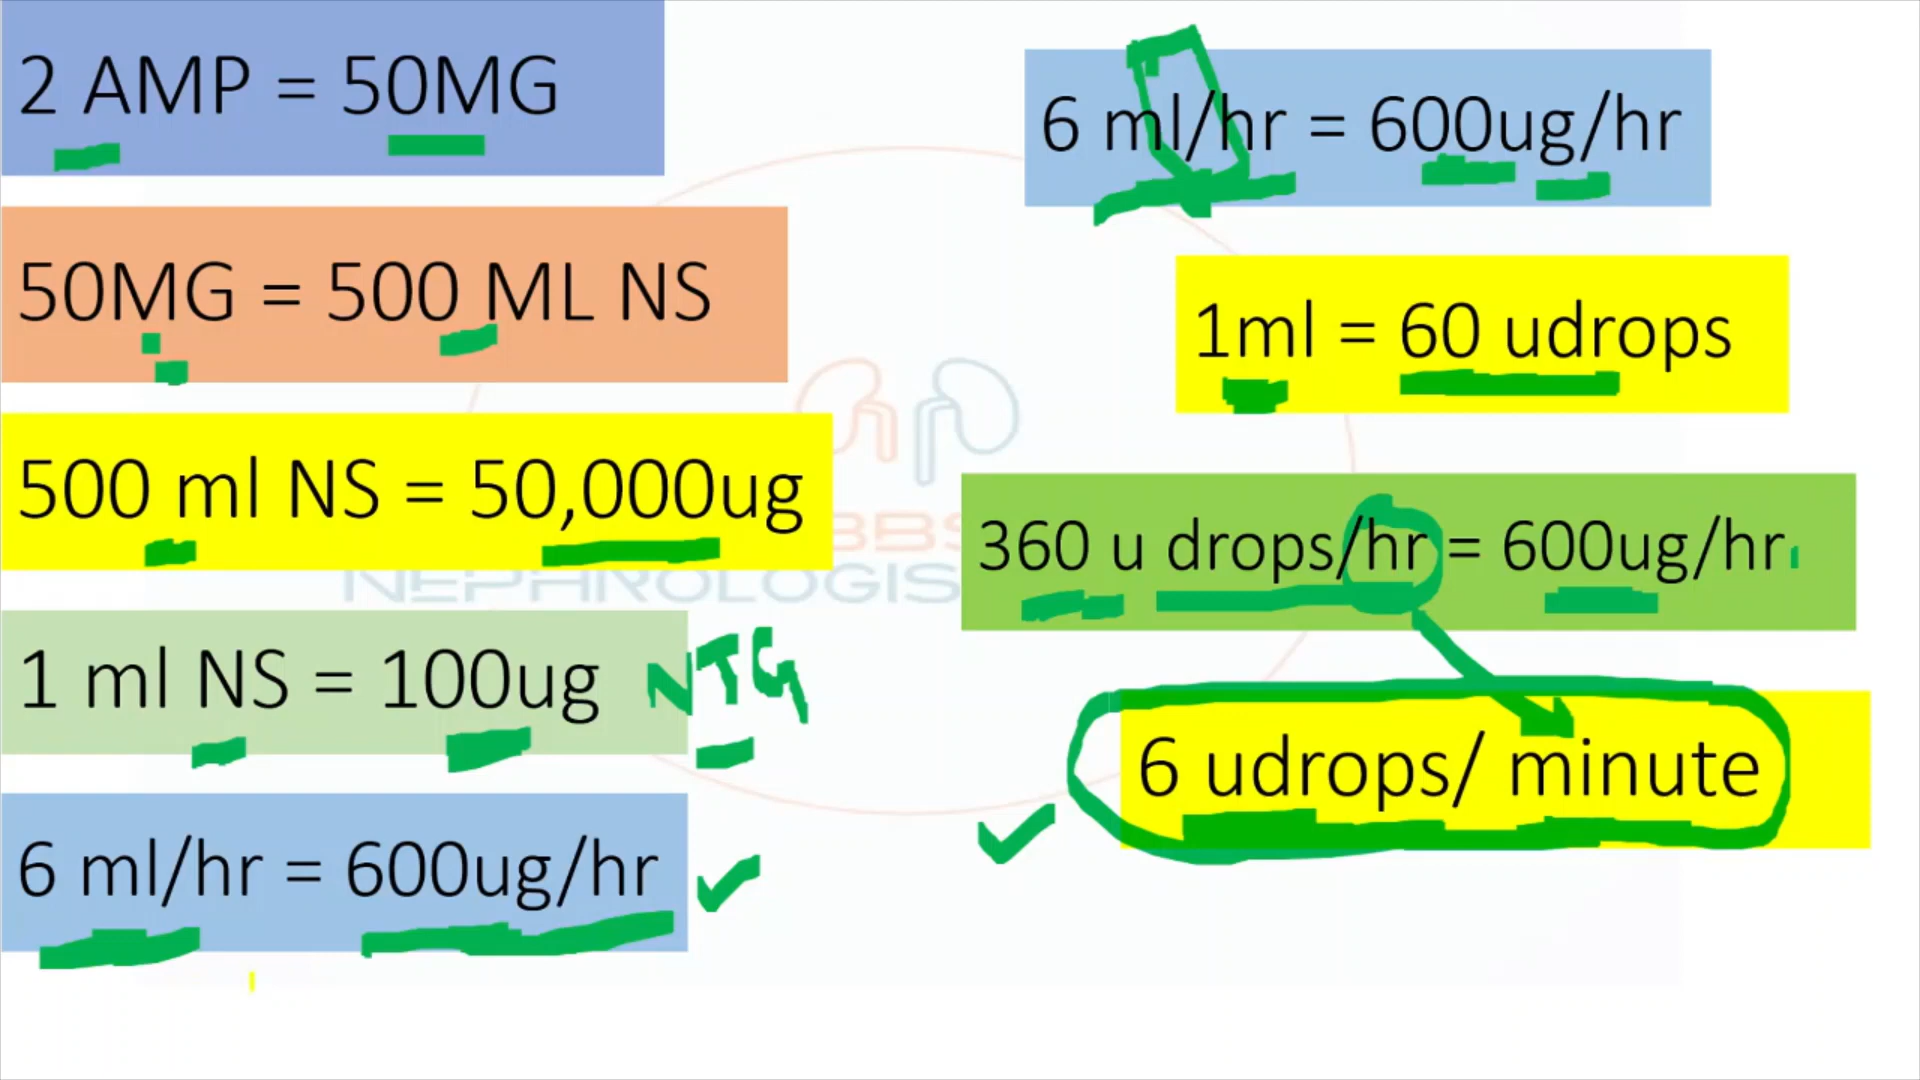 2 AMP = 50MG
50MG = 500 ML NS
500 ml NS = 50,000ug
1 ml NS = 100ug NTG
6 ml/hr = 600ug/hr
6 ml/hr = 600ug/hr
1ml = 60 udrops
360 u drops/hr = 600ug/hr
6 udrops/ minute
BBS
NEPHROLOGIS